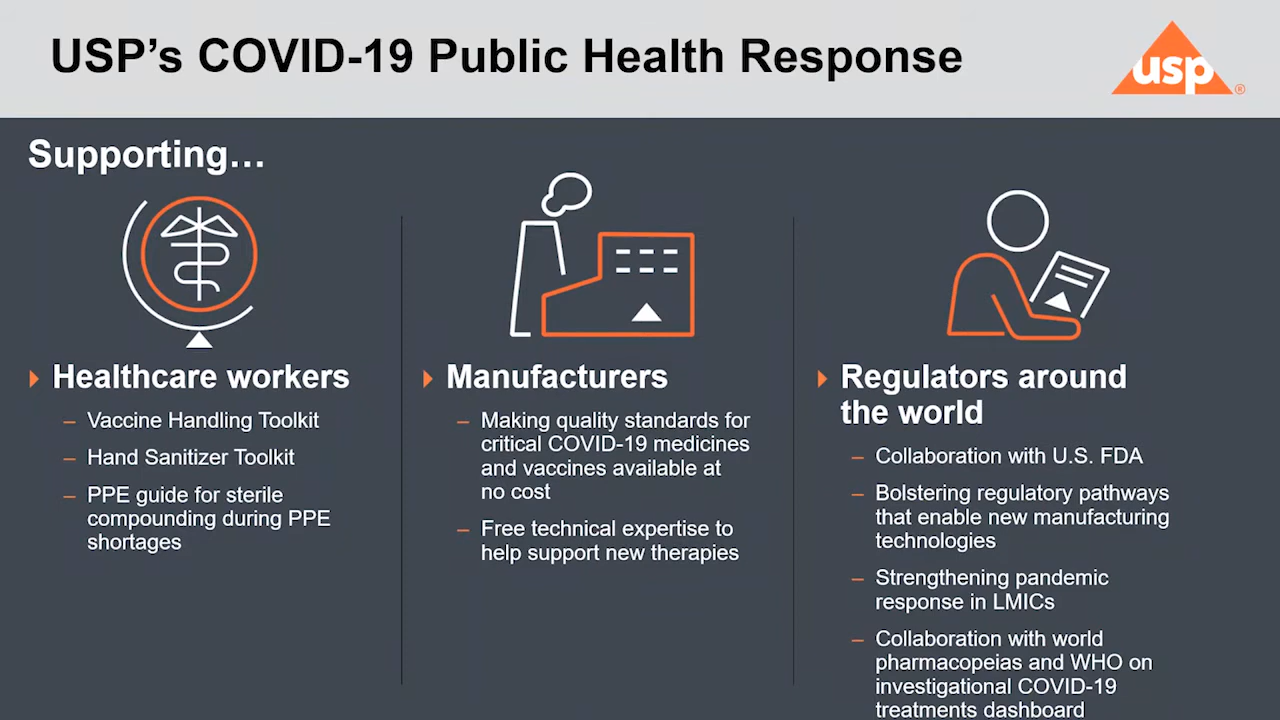 USP's COVID-19 Public Health Response
usp®
Supporting…
Healthcare workers
– Vaccine Handling Toolkit
– Hand Sanitizer Toolkit
– PPE guide for sterile
compounding during PPE
shortages
Manufacturers
– Making quality standards for
critical COVID-19 medicines
and vaccines available at
no cost
– Free technical expertise to
help support new therapies
Regulators around
the world
– Collaboration with U.S. FDA
– Bolstering regulatory pathways
that enable new manufacturing
technologies
– Strengthening pandemic
response in LMICs
– Collaboration with world
pharmacopeias and WHO on
investigational COVID-19
treatments dashboard